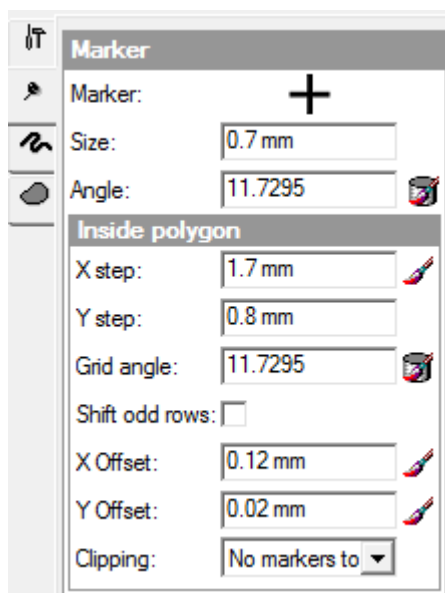 Marker
Marker:
Size: 0.7 mm
Angle: 11.7295
Inside polygon
X step: 1.7 mm
Y step: 0.8 mm
Grid angle: 11.7295
Shift odd rows:
X Offset: 0.12 mm
Y Offset: 0.02 mm
Clipping: No markers to